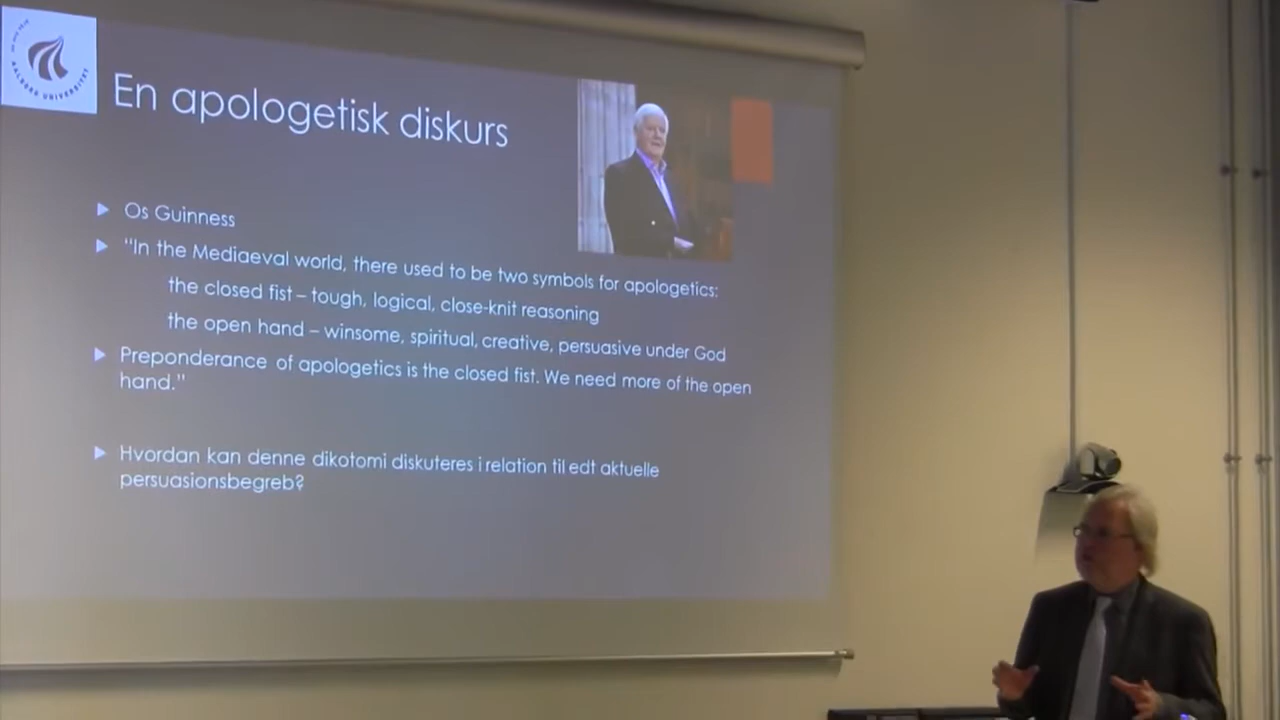 AALBORG UNIVERSITET
En apologetisk diskurs
Os Guinness
"In the Mediaeval world, there used to be two symbols for apologetics:
the closed fist – tough, logical, close-knit reasoning
the open hand – winsome, spiritual, creative, persuasive under God
Preponderance of apologetics is the closed fist. We need more of the open
hand."
Hvordan kan denne dikotomi diskuteres i relation til edt aktuelle
persuasionsbegreb?